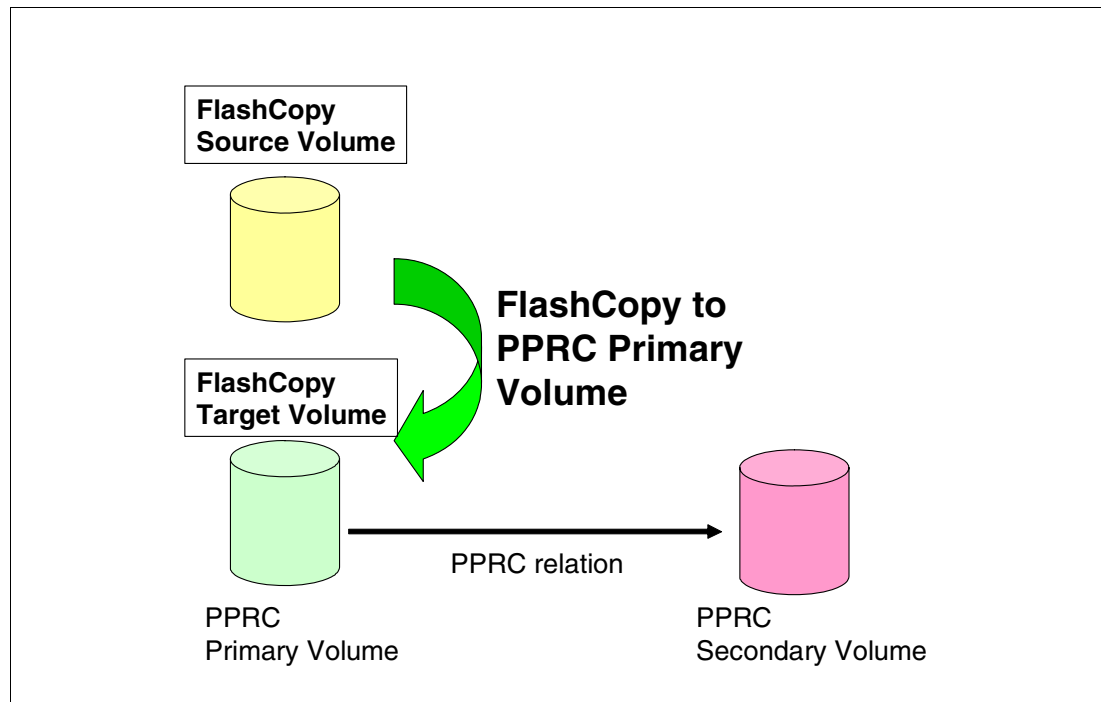 FlashCopy
Source Volume
FlashCopy to
PPRC Primary
Volume
FlashCopy
Target Volume
PPRC relation
PPRC
Primary Volume
PPRC
Secondary Volume